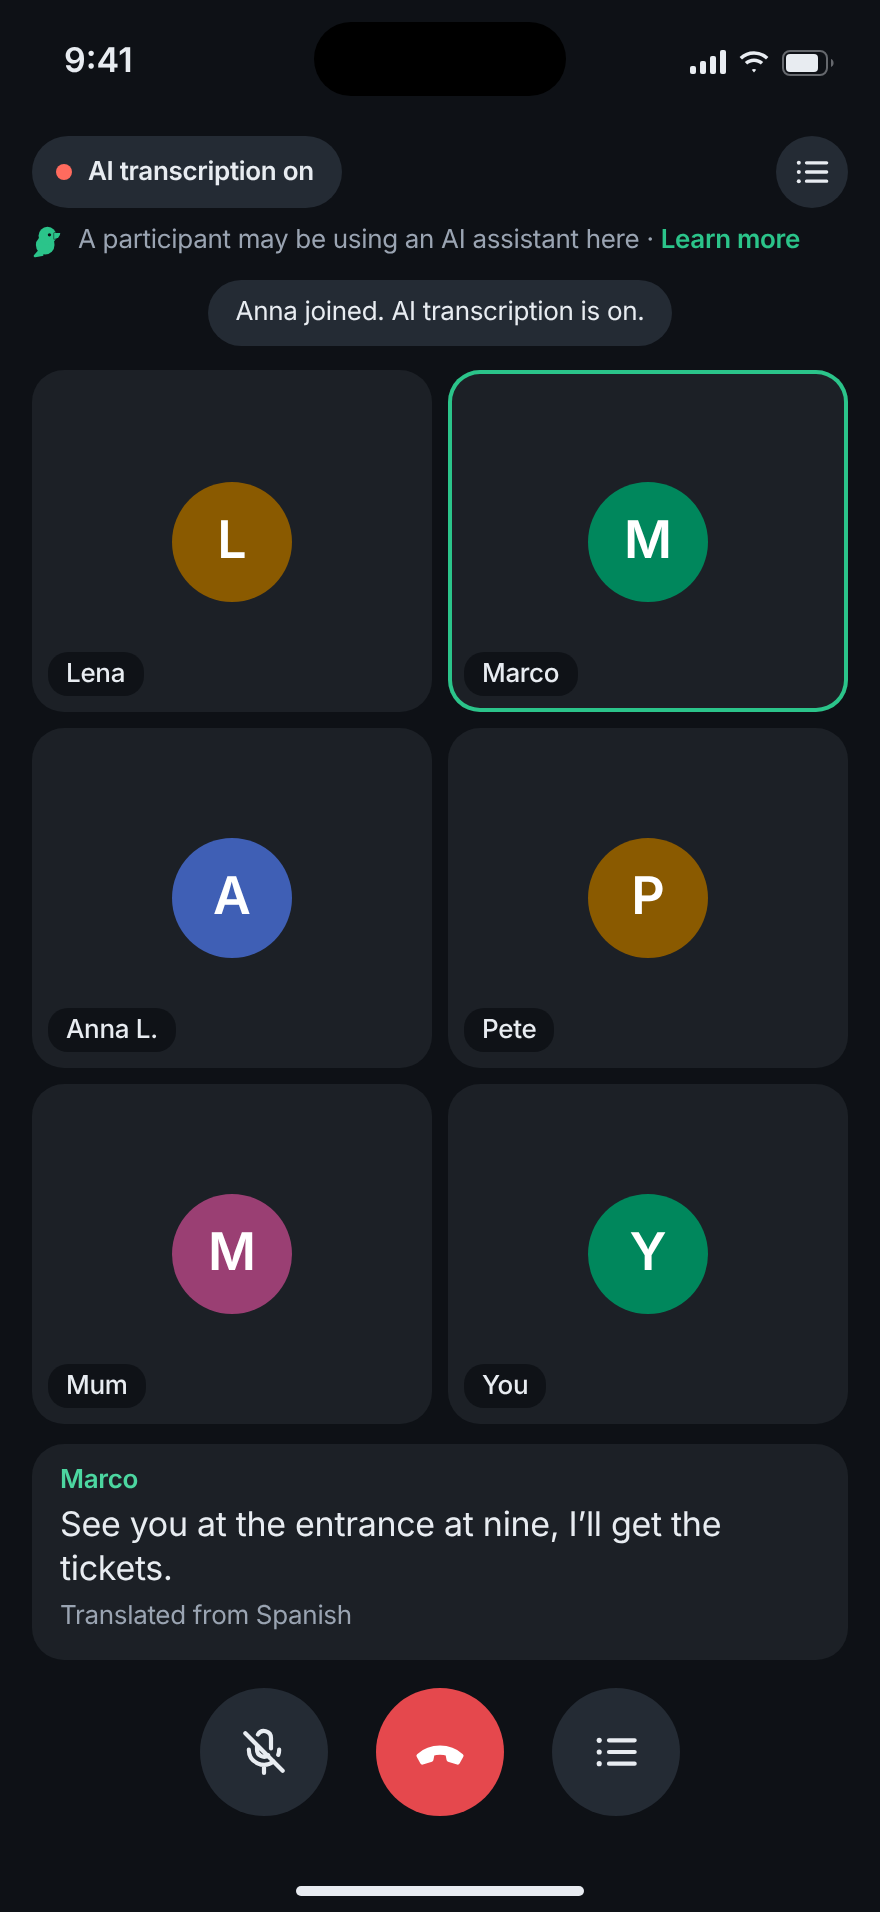 9:41
AI transcription on
A participant may be using an AI assistant here · Learn more
Anna joined. AI transcription is on.
L
Lena
M
Marco
A
Anna L.
P
Pete
M
Mum
Y
You
Marco
See you at the entrance at nine, I’ll get the
tickets.
Translated from Spanish